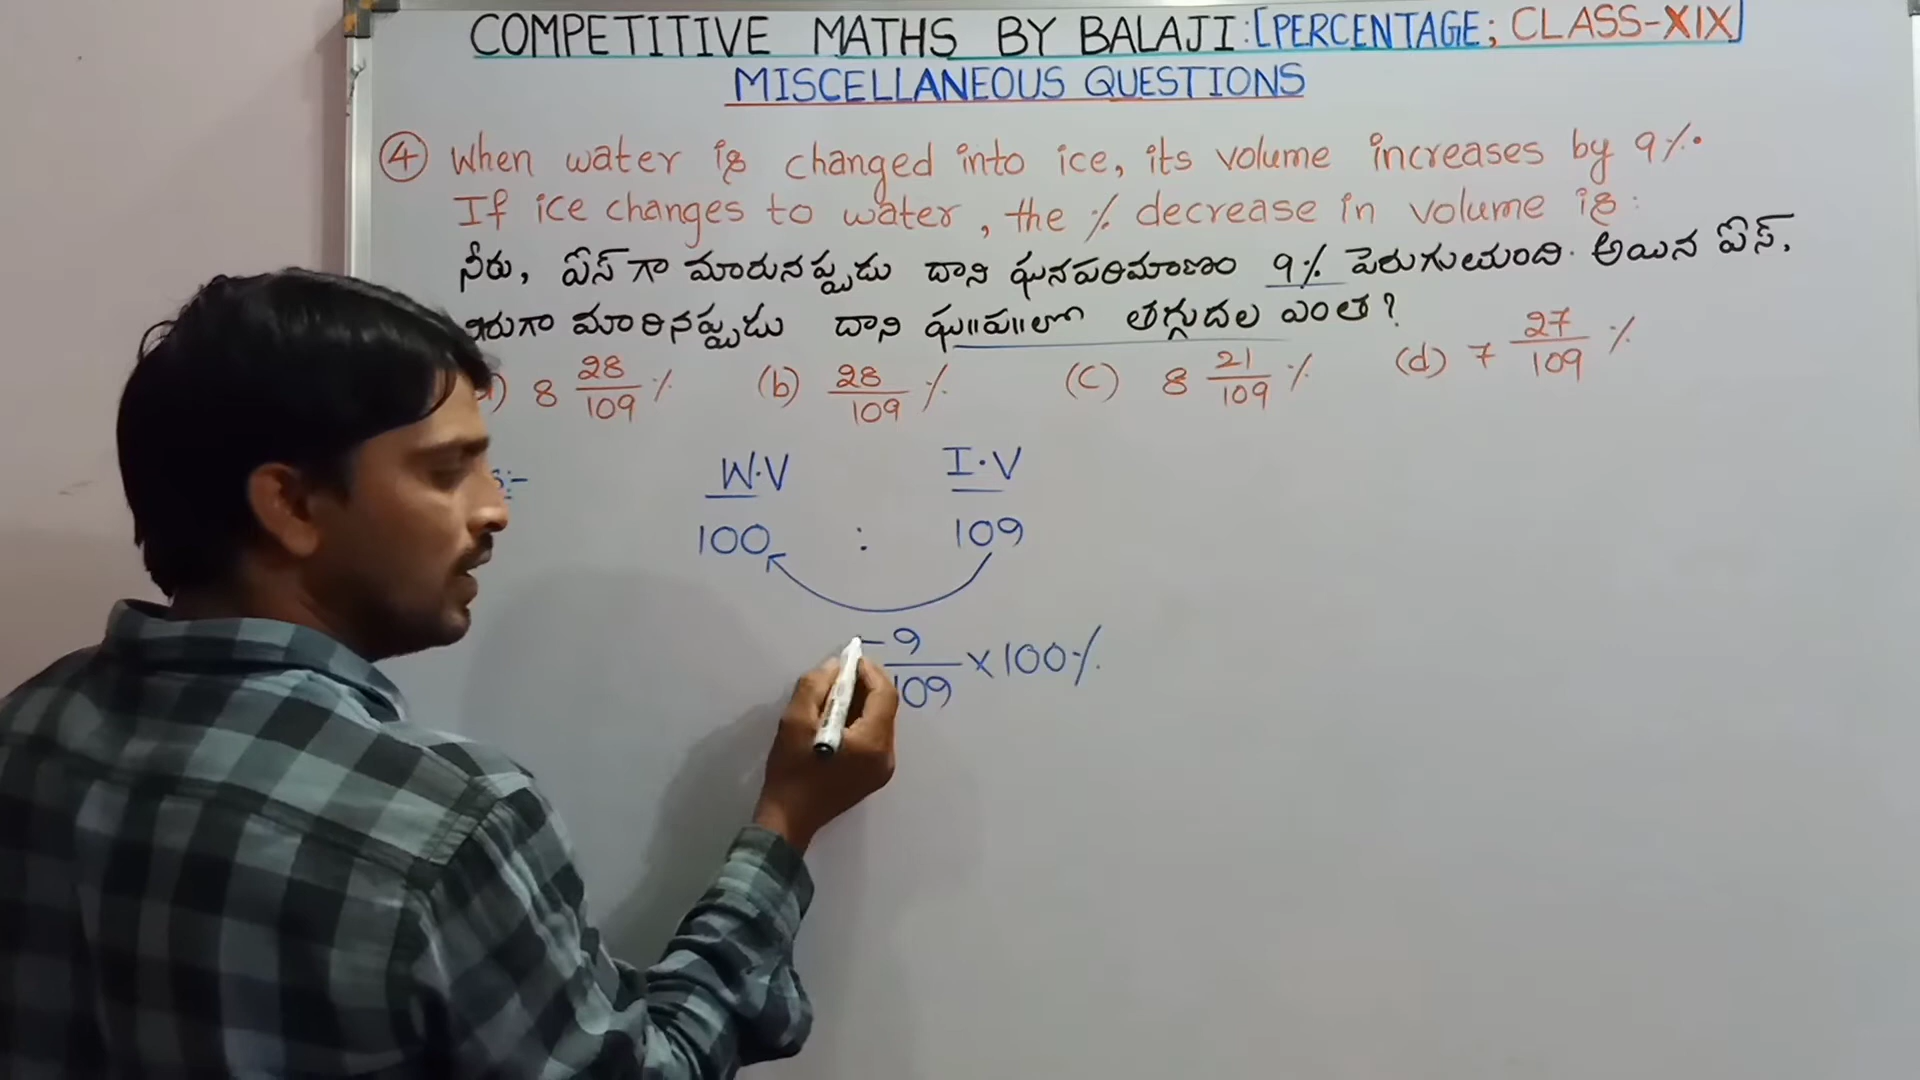 COMPETITIVE MATHS BY BALAJI:[PERCENTAGE; CLASS-XIX]
MISCELLANEOUS QUESTIONS
④ When water is changed into ice, its volume increases by 9%.
If ice changes to water, the % decrease in volume is:
నీరు, ఏస్ గా మారునప్పుడు దాని ఘనపరిమాణం 9% పెరుగుతుంది. అయిన ఏస్,
నీరుగా మారినప్పుడు దాని ఘ॥ప॥లో తగ్గుదల ఎంత?
) 8 28/109 % (b) 28/109 % (c) 8 21/109 % (d) 7 27/109 %
:- W.V I.V
100 : 109
-9/109 × 100%